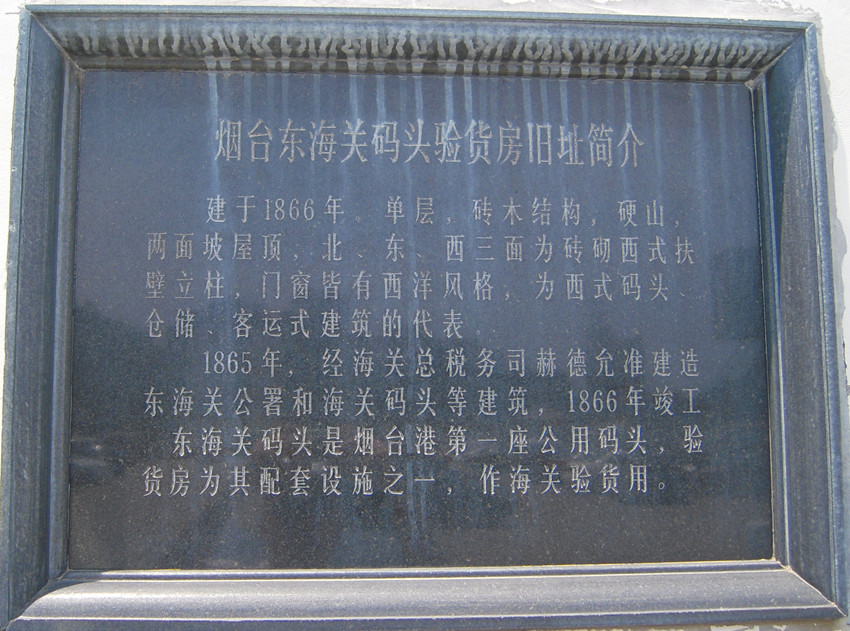 烟台东海关码头验货房旧址简介
建于1866年。单层，砖木结构，硬山，
两面坡屋顶，北、东、西三面为砖砌西式扶
壁立柱，门窗皆有西洋风格，为西式码头、
仓储、客运式建筑的代表
1865年，经海关总税务司赫德允准建造
东海关公署和海关码头等建筑，1866年竣工
东海关码头是烟台港第一座公用码头，验
货房为其配套设施之一，作海关验货用。